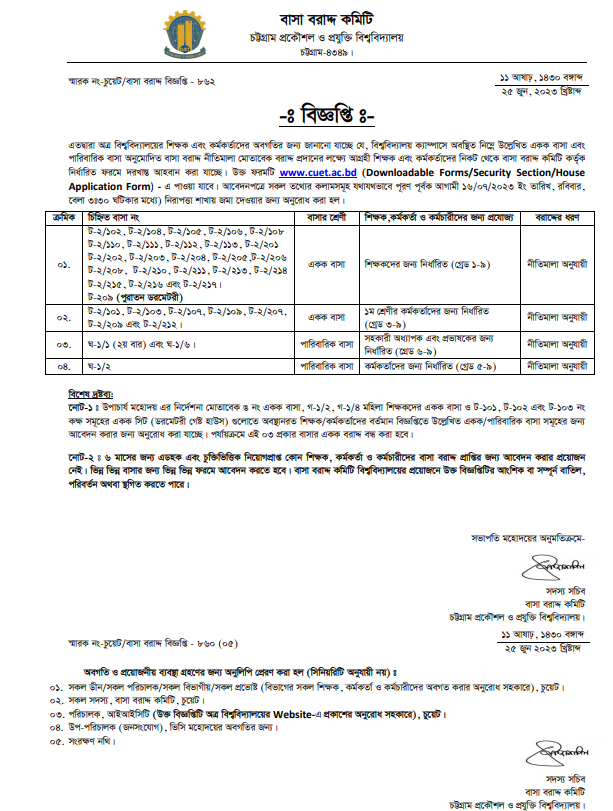 বাসা বরাদ্দ কমিটি
চট্টগ্রাম প্রকৌশল ও প্রযুক্তি বিশ্ববিদ্যালয়
চট্টগ্রাম-৪৩৪৯।
স্মারক নং-চুয়েট/বাসা বরাদ্দ বিজ্ঞপ্তি - ৮৬২
১১ আষাঢ়, ১৪৩০ বঙ্গাব্দ
২৫ জুন, ২০২৩ খ্রিষ্টাব্দ
-ঃ বিজ্ঞপ্তি ঃ-
এতদ্বারা অত্র বিশ্ববিদ্যালয়ের শিক্ষক এবং কর্মকর্তাদের অবগতির জন্য জানানো যাচ্ছে যে, বিশ্ববিদ্যালয় ক্যাম্পাসে অবস্থিত নিম্নে উল্লেখিত একক বাসা এবং
পারিবারিক বাসা অনুমোদিত বাসা বরাদ্দ নীতিমালা মোতাবেক বরাদ্দ প্রদানের লক্ষ্যে আগ্রহী শিক্ষক এবং কর্মকর্তাদের নিকট থেকে বাসা বরাদ্দ কমিটি কর্তৃক
নির্ধারিত ফরমে দরখাস্ত আহবান করা যাচ্ছে। উক্ত ফরমটি www.cuet.ac.bd (Downloadable Forms/Security Section/House
Application Form) - এ পাওয়া যাবে। আবেদনপত্রে সকল তথ্যের কলামসমূহ যথাযথভাবে পূরণ পূর্বক আগামী ১৬/০৭/২০২৩ ইং তারিখ, রবিবার,
বেলা ৩ঃ৩০ ঘটিকার মধ্যে) নিরাপত্তা শাখায় জমা দেওয়ার জন্য অনুরোধ করা হল।
ক্রমিক চিহ্নিত বাসা নং বাসার শ্রেণী শিক্ষক,কর্মকর্তা ও কর্মচারীদের জন্য প্রযোজ্য বরাদ্দের ধরণ
০১. ট-২/১০২, ট-২/১০৪, ট-২/১০৫, ট-২/১০৬, ট-২/১০৮
ট-২/১১০, ট-২/১১১, ট-২/১১২, ট-২/১১৩, ট-২/২০১
ট-২/২০২, ট-২/২০৩, ট-২/২০৪, ট-২/২০৫,ট-২/২০৬
ট-২/২০৮, ট-২/২১০, ট-২/২১১, ট-২/২১৩, ট-২/২১৪
ট-২/২১৫, ট-২/২১৬ এবং ট-২/২১৭।
ট-২০৯ (পুরাতন ডরমেটরী)
একক বাসা শিক্ষকদের জন্য নির্ধারিত (গ্রেড ১-৯) নীতিমালা অনুযায়ী
০২. ট-২/১০১, ট-২/১০৩, ট-২/১০৭, ট-২/১০৯, ট-২/২০৭,
ট-২/২০৯ এবং ট-২/২১২।
একক বাসা ১ম শ্রেণীর কর্মকর্তাদের জন্য নির্ধারিত
(গ্রেড ৩-৯)
নীতিমালা অনুযায়ী
০৩. ঘ-১/১ (২য় বার) এবং ঘ-১/৬। পারিবারিক বাসা সহকারী অধ্যাপক এবং প্রভাষকের জন্য
নির্ধারিত (গ্রেড ৬-৯)
নীতিমালা অনুযায়ী
০৪. ঘ-১/২ পারিবারিক বাসা কর্মকর্তাদের জন্য নির্ধারিত (গ্রেড ৫-৯) নীতিমালা অনুযায়ী
বিশেষ দ্রষ্টব্যঃ
নোট-১ ঃ উপাচার্য মহোদয় এর নির্দেশনা মোতাবেক ঙ নং একক বাসা, গ-১/২, গ-১/৪ মহিলা শিক্ষকদের একক বাসা ও ট-১০১, ট-১০২ এবং ট-১০৩ নং
কক্ষ সমূহের একক সিট (ডরমেটরী গেষ্ট হাউস) গুলোতে অবস্থানরত শিক্ষক/কর্মকর্তাদের বর্তমান বিজ্ঞপ্তিতে উল্লেখিত একক/পারিবারিক বাসা সমূহের জন্য
আবেদন করার জন্য অনুরোধ করা যাচ্ছে। পর্যায়ক্রমে এই ০৩ প্রকার বাসার একক বরাদ্দ বন্ধ করা হবে।
নোট-২ ঃ ৬ মাসের জন্য এডহক এবং চুক্তিভিত্তিক নিয়োগপ্রাপ্ত কোন শিক্ষক, কর্মকর্তা ও কর্মচারীদের বাসা বরাদ্দ প্রাপ্তির জন্য আবেদন করার প্রয়োজন
নেই। ভিন্ন ভিন্ন বাসার জন্য ভিন্ন ভিন্ন ফরমে আবেদন করতে হবে। বাসা বরাদ্দ কমিটি বিশ্ববিদ্যালয়ের প্রয়োজনে উক্ত বিজ্ঞপ্তিটির আংশিক বা সম্পূর্ন বাতিল,
পরিবর্তন অথবা স্থগিত করতে পারে।
সভাপতি মহোদয়ের অনুমতিক্রমে-
সদস্য সচিব
বাসা বরাদ্দ কমিটি
চট্টগ্রাম প্রকৌশল ও প্রযুক্তি বিশ্ববিদ্যালয়।
স্মারক নং-চুয়েট/বাসা বরাদ্দ বিজ্ঞপ্তি - ৮৬০ (০৫)
১১ আষাঢ়, ১৪৩০ বঙ্গাব্দ
২৫ জুন ২০২৩ খ্রিষ্টাব্দ
অবগতি ও প্রয়োজনীয় ব্যবস্থা গ্রহণের জন্য অনুলিপি প্রেরণ করা হল (সিনিয়রিটি অনুযায়ী নয়) ঃ
০১. সকল ডীন/সকল পরিচালক/সকল বিভাগীয়/সকল প্রভোষ্ট (বিভাগের সকল শিক্ষক, কর্মকর্তা ও কর্মচারীদের অবগত করার অনুরোধ সহকারে), চুয়েট।
০২. সকল সদস্য, বাসা বরাদ্দ কমিটি, চুয়েট।
০৩. পরিচালক, আইআইসিটি (উক্ত বিজ্ঞপ্তিটি অত্র বিশ্ববিদ্যালয়ের Website-এ প্রকাশের অনুরোধ সহকারে), চুয়েট।
০৪. উপ-পরিচালক (জনসংযোগ), ভিসি মহোদয়ের অবগতির জন্য।
০৫. সংরক্ষণ নথি।
সদস্য সচিব
বাসা বরাদ্দ কমিটি
চট্টগ্রাম প্রকৌশল ও প্রযুক্তি বিশ্ববিদ্যালয়।